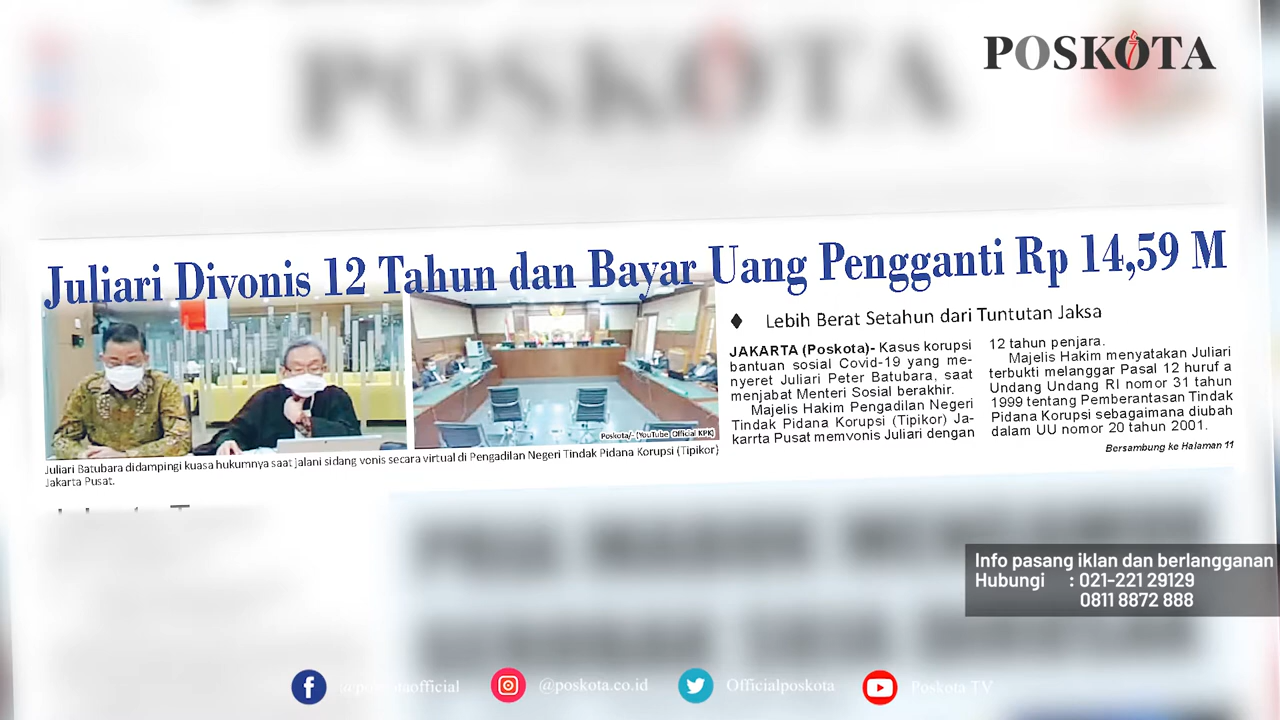 POSKOTA
POSKOTA
Juliari Divonis 12 Tahun dan Bayar Uang Pengganti Rp 14,59 M
Poskota/- (YouTube Official KPK)
Juliari Batubara didampingi kuasa hukumnya saat jalani sidang vonis secara virtual di Pengadilan Negeri Tindak Pidana Korupsi (Tipikor)
Jakarta Pusat.
Lebih Berat Setahun dari Tuntutan Jaksa
JAKARTA (Poskota)- Kasus korupsi
bantuan sosial Covid-19 yang me-
nyeret Juliari Peter Batubara, saat
menjabat Menteri Sosial berakhir.
Majelis Hakim Pengadilan Negeri
Tindak Pidana Korupsi (Tipikor) Ja-
karrta Pusat memvonis Juliari dengan
12 tahun penjara.
Majelis Hakim menyatakan Juliari
terbukti melanggar Pasal 12 huruf a
Undang Undang RI nomor 31 tahun
1999 tentang Pemberantasan Tindak
Pidana Korupsi sebagaimana diubah
dalam UU nomor 20 tahun 2001.
Bersambung ke Halaman 11
Info pasang iklan dan berlangganan
Hubungi : 021-221 29129
0811 8872 888
@poskotaofficial @poskota.co.id Officialposkota Poskota TV